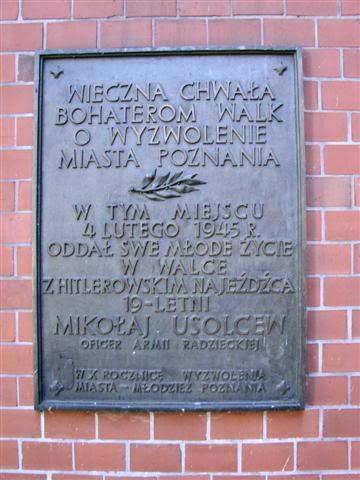 WIECZNA CHWAŁA
BOHATEROM WALK
O WYZWOLENIE
MIASTA POZNANIA
W TYM MIEJSCU
4 LUTEGO 1945 R.
ODDAŁ SWE MŁODE ŻYCIE
W WALCE
Z HITLEROWSKIM NAJEŹDŹCĄ
19-LETNI
MIKOŁAJ USOLCEW
OFICER ARMII RADZIECKIEJ
W X ROCZNICĘ WYZWOLENIA
MIASTA - MŁODZIEŻ POZNANIA